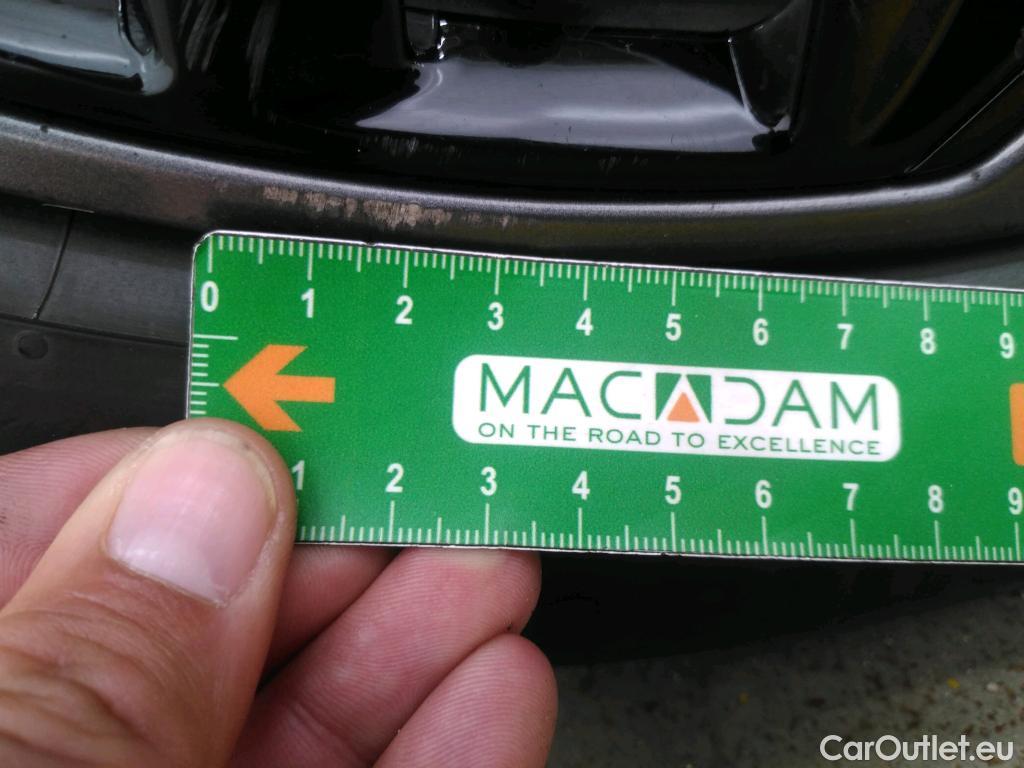 0 1 2 3 4 5 6 7 8 9
MACADAM
ON THE ROAD TO EXCELLENCE
1 2 3 4 5 6 7 8 9
CarOutlet.eu